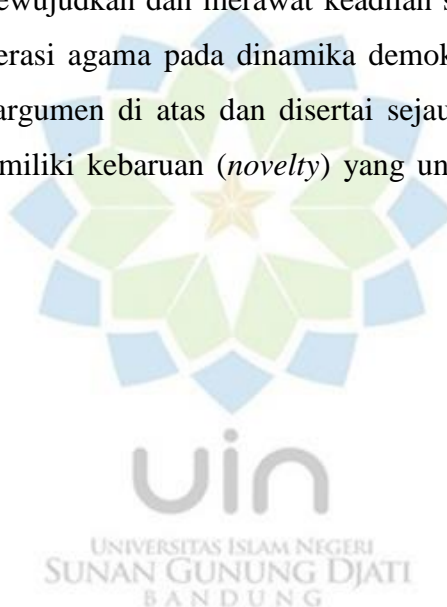 ewujudkan dan merawat keadilan s
erasi agama pada dinamika demok
argumen di atas dan disertai sejau
miliki kebaruan (novelty) yang un
uin
UNIVERSITAS ISLAM NEGERI
SUNAN GUNUNG DJATI
BANDUNG